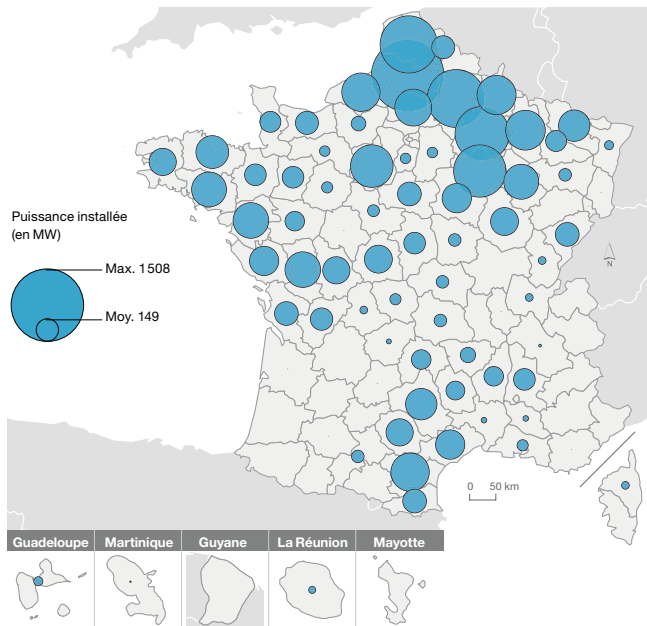 Puissance installée
(en MW)
Max. 1 508
Moy. 149
N
0 50 km
Guadeloupe Martinique Guyane La Réunion Mayotte